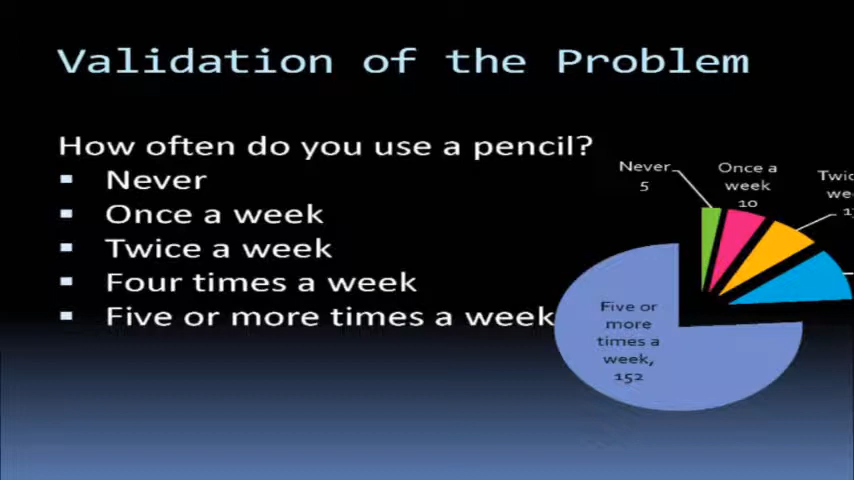 Validation of the Problem
How often do you use a pencil?
Never
Once a week
Twice a week
Four times a week
Five or more times a week
Never
5
Once a
week
10
Five or
more
times a
week,
152